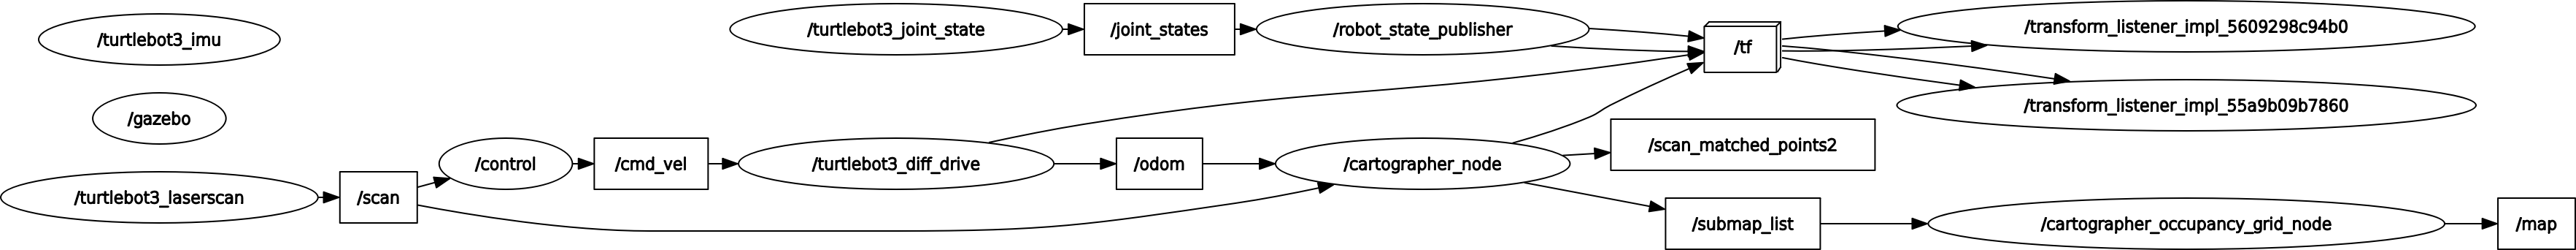 /turtlebot3_imu
/gazebo
/turtlebot3_laserscan
/scan
/control
/cmd_vel
/turtlebot3_joint_state
/joint_states
/robot_state_publisher
/turtlebot3_diff_drive
/odom
/cartographer_node
/tf
/scan_matched_points2
/submap_list
/transform_listener_impl_5609298c94b0
/transform_listener_impl_55a9b09b7860
/cartographer_occupancy_grid_node
/map